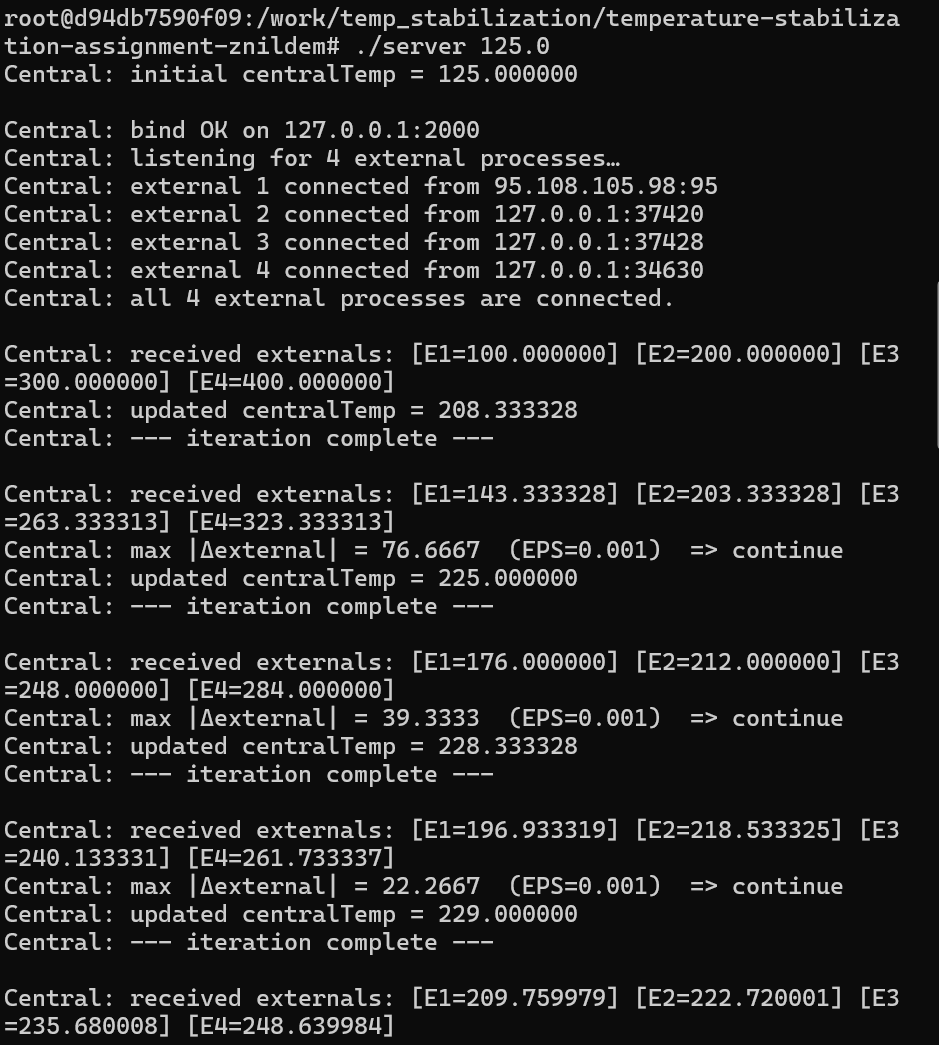 root@d94db7590f09:/work/temp_stabilization/temperature-stabiliza
tion-assignment-znildem# ./server 125.0
Central: initial centralTemp = 125.000000
Central: bind OK on 127.0.0.1:2000
Central: listening for 4 external processes…
Central: external 1 connected from 95.108.105.98:95
Central: external 2 connected from 127.0.0.1:37420
Central: external 3 connected from 127.0.0.1:37428
Central: external 4 connected from 127.0.0.1:34630
Central: all 4 external processes are connected.
Central: received externals: [E1=100.000000] [E2=200.000000] [E3
=300.000000] [E4=400.000000]
Central: updated centralTemp = 208.333328
Central: --- iteration complete ---
Central: received externals: [E1=143.333328] [E2=203.333328] [E3
=263.333313] [E4=323.333313]
Central: max |Δexternal| = 76.6667  (EPS=0.001)  => continue
Central: updated centralTemp = 225.000000
Central: --- iteration complete ---
Central: received externals: [E1=176.000000] [E2=212.000000] [E3
=248.000000] [E4=284.000000]
Central: max |Δexternal| = 39.3333  (EPS=0.001)  => continue
Central: updated centralTemp = 228.333328
Central: --- iteration complete ---
Central: received externals: [E1=196.933319] [E2=218.533325] [E3
=240.133331] [E4=261.733337]
Central: max |Δexternal| = 22.2667  (EPS=0.001)  => continue
Central: updated centralTemp = 229.000000
Central: --- iteration complete ---
Central: received externals: [E1=209.759979] [E2=222.720001] [E3
=235.680008] [E4=248.639984]